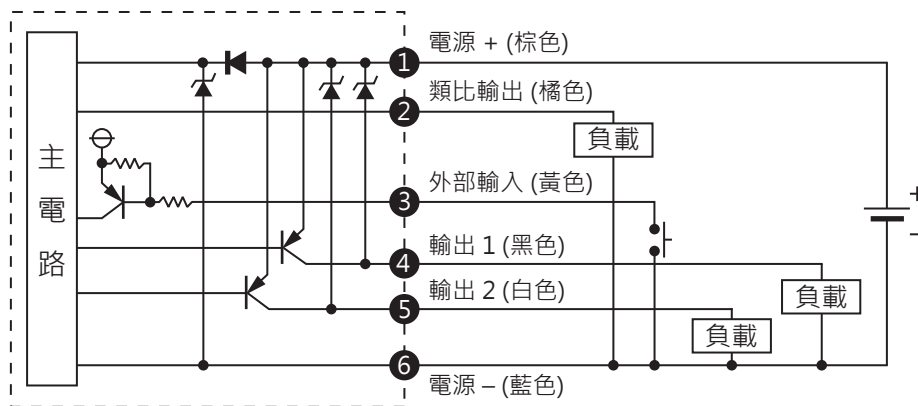 主電路
1
電源 + (棕色)
2
類比輸出 (橘色)
負載
3
外部輸入 (黃色)
4
輸出 1 (黑色)
負載
5
輸出 2 (白色)
負載
6
電源 – (藍色)
+
–